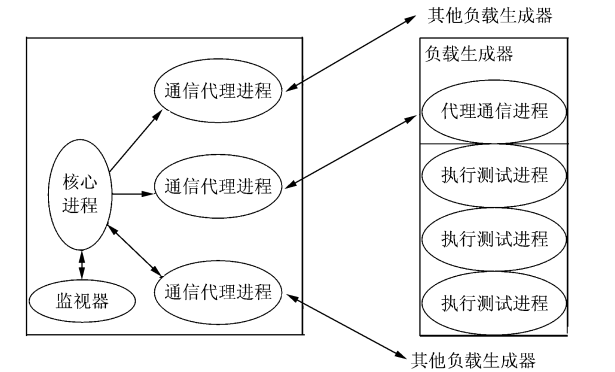 其他负载生成器
负载生成器
通信代理进程
代理通信进程
核心
进程
通信代理进程
执行测试进程
执行测试进程
监视器
通信代理进程
执行测试进程
其他负载生成器